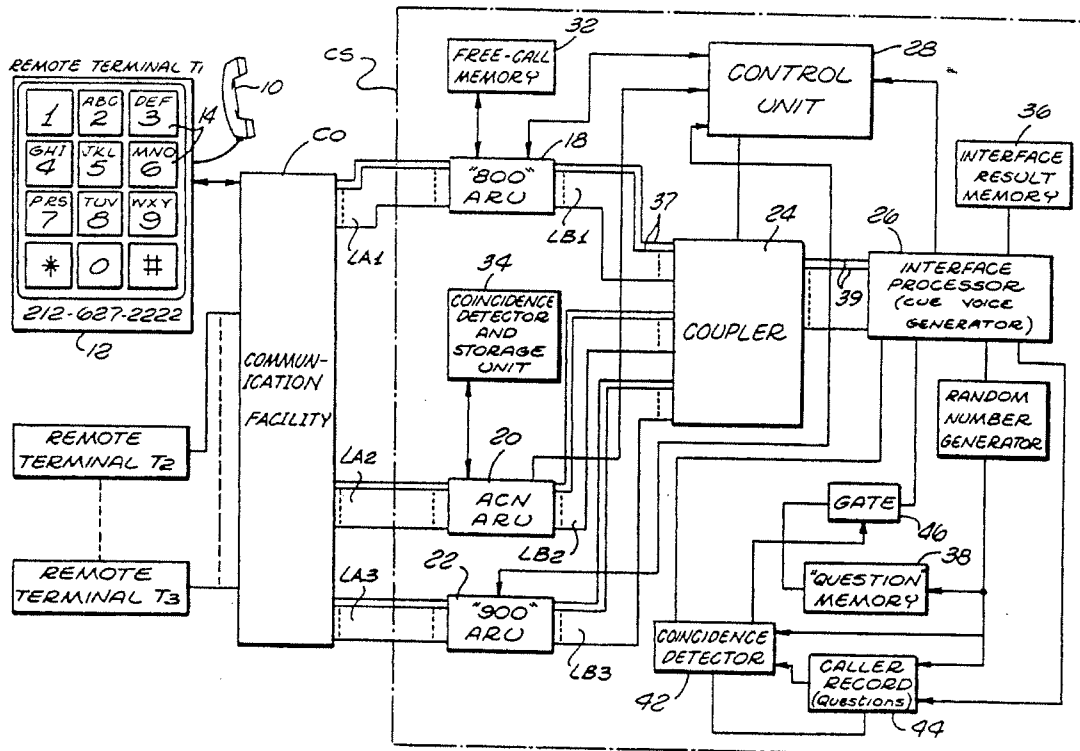 REMOTE TERMINAL T1
10
1
ABC
2
DEF
3
14
GHI
4
JKL
5
MNO
6
PRS
7
TUV
8
WXY
9
*
0
#
212-627-2222
12
REMOTE
TERMINAL T2
REMOTE
TERMINAL T3
CO
COMMUN-
ICATION
FACILITY
CS
LA1
LA2
LA3
32
FREE-CALL
MEMORY
18
"800"
ARU
LB1
34
COINCIDENCE
DETECTOR
AND
STORAGE
UNIT
20
ACN
ARU
LB2
22
"900"
ARU
LB3
28
CONTROL
UNIT
37
24
COUPLER
39
36
INTERFACE
RESULT
MEMORY
26
INTERFACE
PROCESSOR
(CUE VOICE
GENERATOR)
RANDOM
NUMBER
GENERATOR
GATE
46
38
"QUESTION"
MEMORY
COINCIDENCE
DETECTOR
42
CALLER
RECORD
(Questions)
44